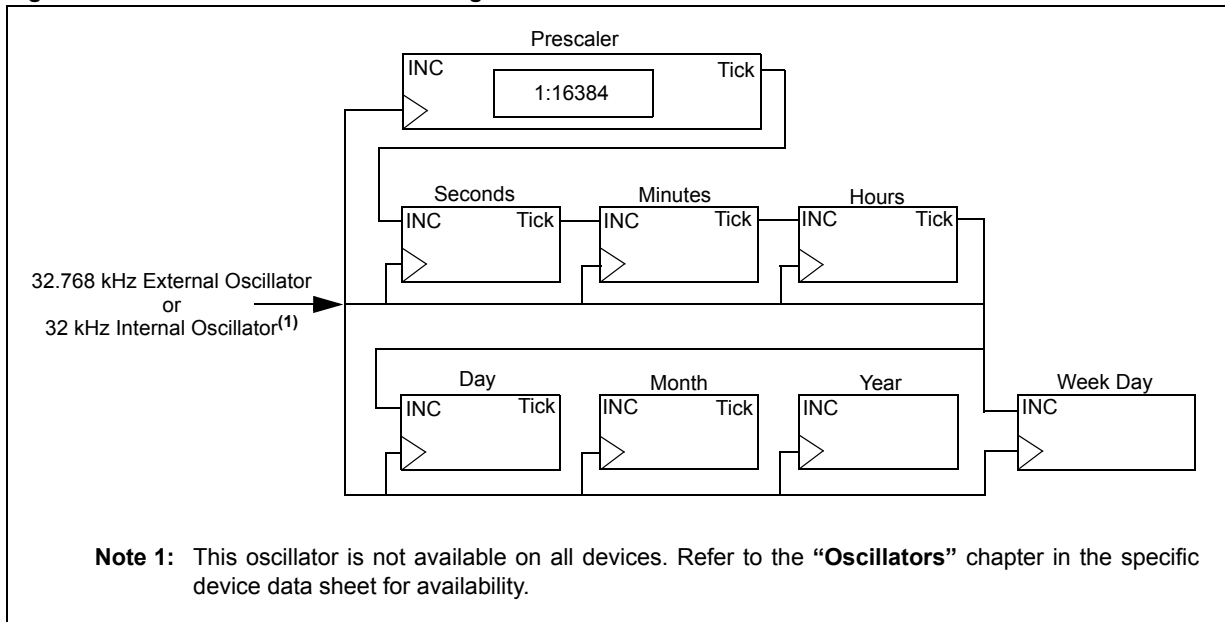 Prescaler
INC Tick
1:16384
Seconds Minutes Hours
INC Tick INC Tick INC Tick
32.768 kHz External Oscillator
or
32 kHz Internal Oscillator(1)
Day Month Year Week Day
INC Tick INC Tick INC INC
Note 1: This oscillator is not available on all devices. Refer to the “Oscillators” chapter in the specific
device data sheet for availability.